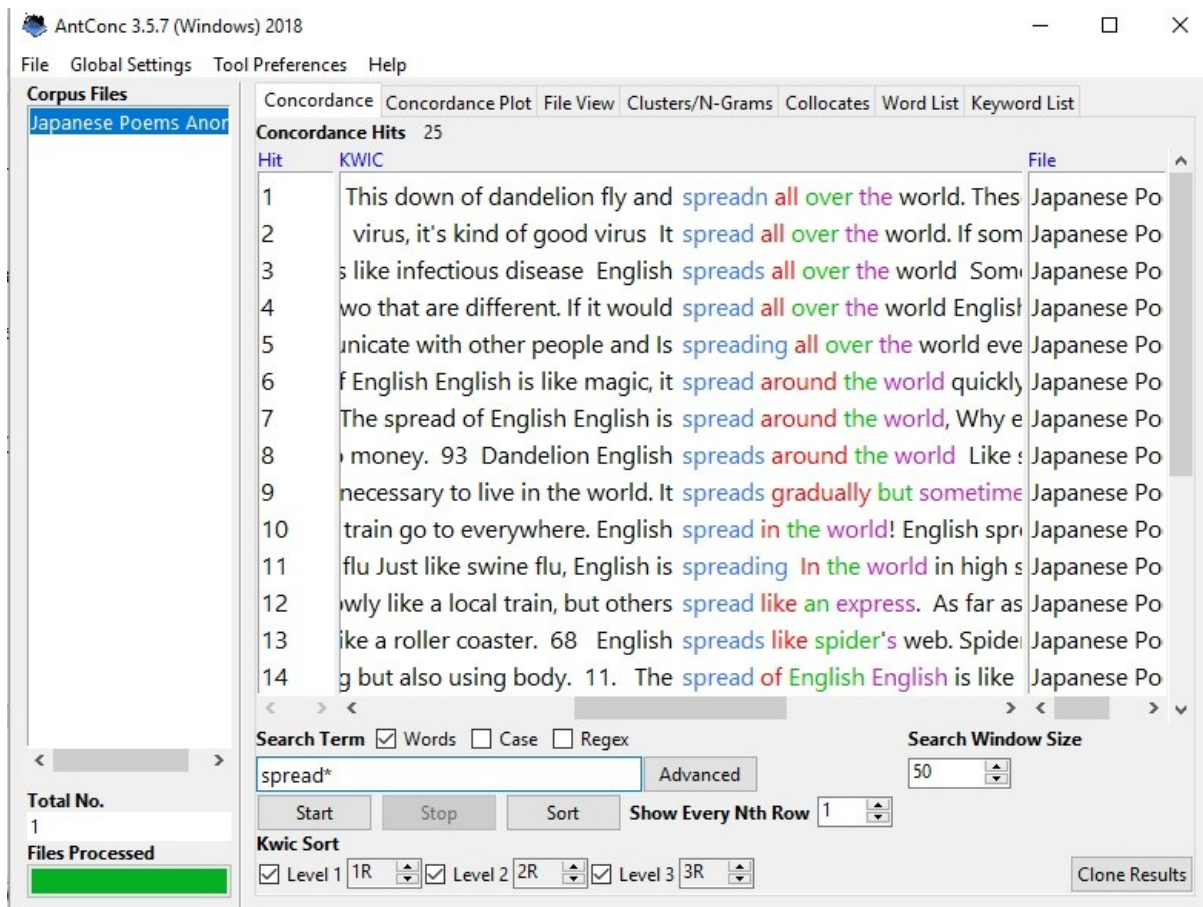 AntConc 3.5.7 (Windows) 2018
File Global Settings Tool Preferences Help
Corpus Files
Japanese Poems Anor
Concordance Concordance Plot File View Clusters/N-Grams Collocates Word List Keyword List
Concordance Hits 25
Hit KWIC File
1 This down of dandelion fly and spreadn all over the world. Thes Japanese Po
2 virus, it's kind of good virus It spread all over the world. If som Japanese Po
3 s like infectious disease English spreads all over the world Som Japanese Po
4 wo that are different. If it would spread all over the world English Japanese Po
5 unicate with other people and Is spreading all over the world eve Japanese Po
6 f English English is like magic, it spread around the world quickly Japanese Po
7 The spread of English English is spread around the world, Why e Japanese Po
8 money. 93 Dandelion English spreads around the world Like Japanese Po
9 necessary to live in the world. It spreads gradually but sometime Japanese Po
10 train go to everywhere. English spread in the world! English spr Japanese Po
11 flu Just like swine flu, English is spreading In the world in high s Japanese Po
12 owly like a local train, but others spread like an express. As far as Japanese Po
13 ike a roller coaster. 68 English spreads like spider's web. Spide Japanese Po
14 g but also using body. 11. The spread of English English is like Japanese Po
Search Term Words Case Regex Search Window Size
spread* Advanced 50
Total No.
1
Start Stop Sort Show Every Nth Row 1
Files Processed
Kwic Sort
Level 1 1R Level 2 2R Level 3 3R Clone Results